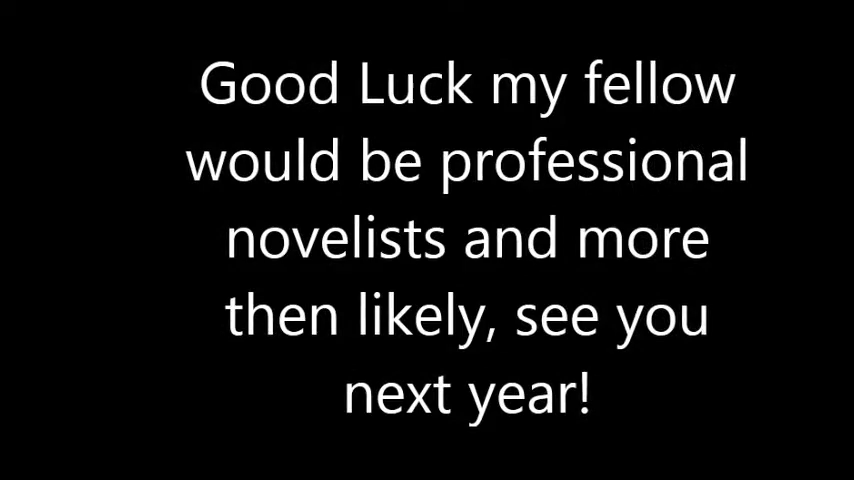 Good Luck my fellow
would be professional
novelists and more
then likely, see you
next year!